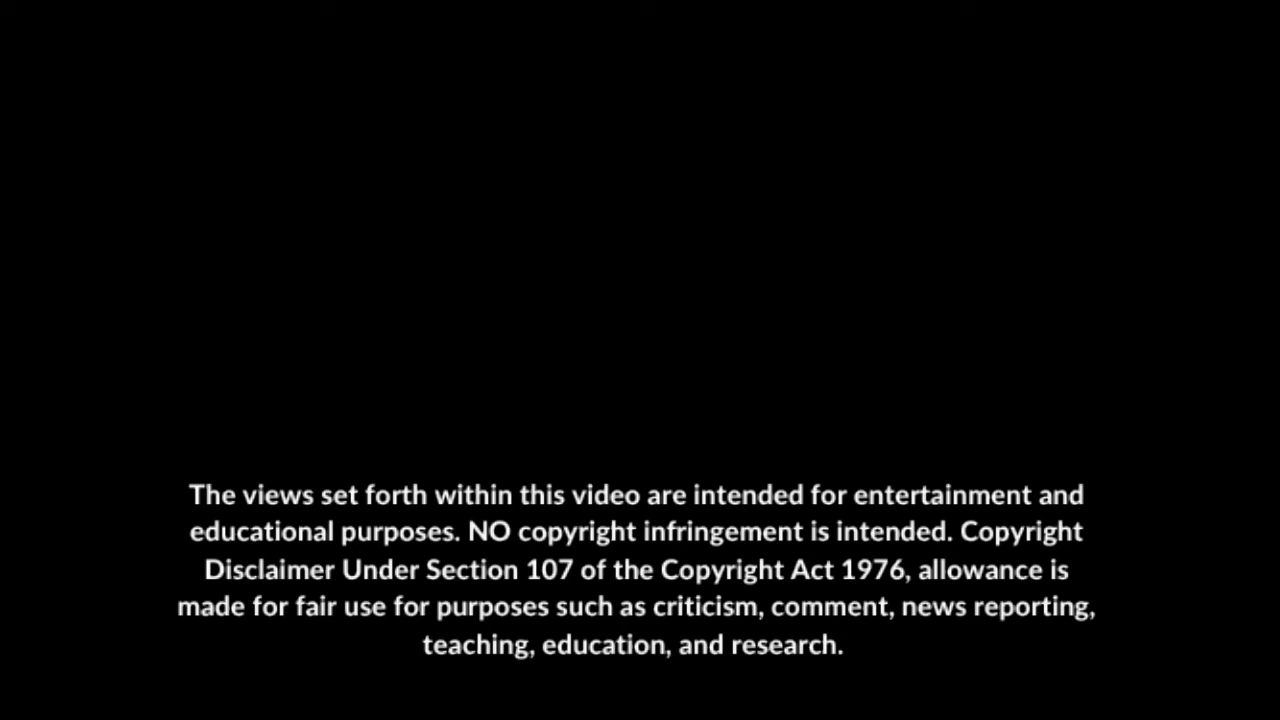 The views set forth within this video are intended for entertainment and
educational purposes. NO copyright infringement is intended. Copyright
Disclaimer Under Section 107 of the Copyright Act 1976, allowance is
made for fair use for purposes such as criticism, comment, news reporting,
teaching, education, and research.